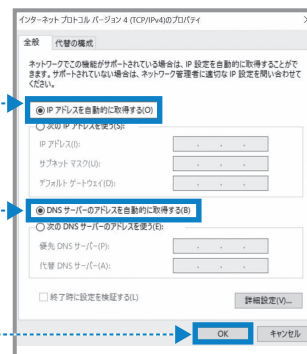 インターネット プロトコル バージョン 4 (TCP/IPv4)のプロパティ
全般 代替の構成
ネットワークでこの機能がサポートされている場合は、IP 設定を自動的に取得することがで
きます。サポートされていない場合は、ネットワーク管理者に適切な IP 設定を問い合わせて
ください。
IP アドレスを自動的に取得する(O)
次の IP アドレスを使う(S):
IP アドレス(I):
サブネット マスク(U):
デフォルト ゲートウェイ(D):
DNS サーバーのアドレスを自動的に取得する(B)
次の DNS サーバーのアドレスを使う(E):
優先 DNS サーバー(P):
代替 DNS サーバー(A):
終了時に設定を検証する(L)
詳細設定(V)...
OK キャンセル